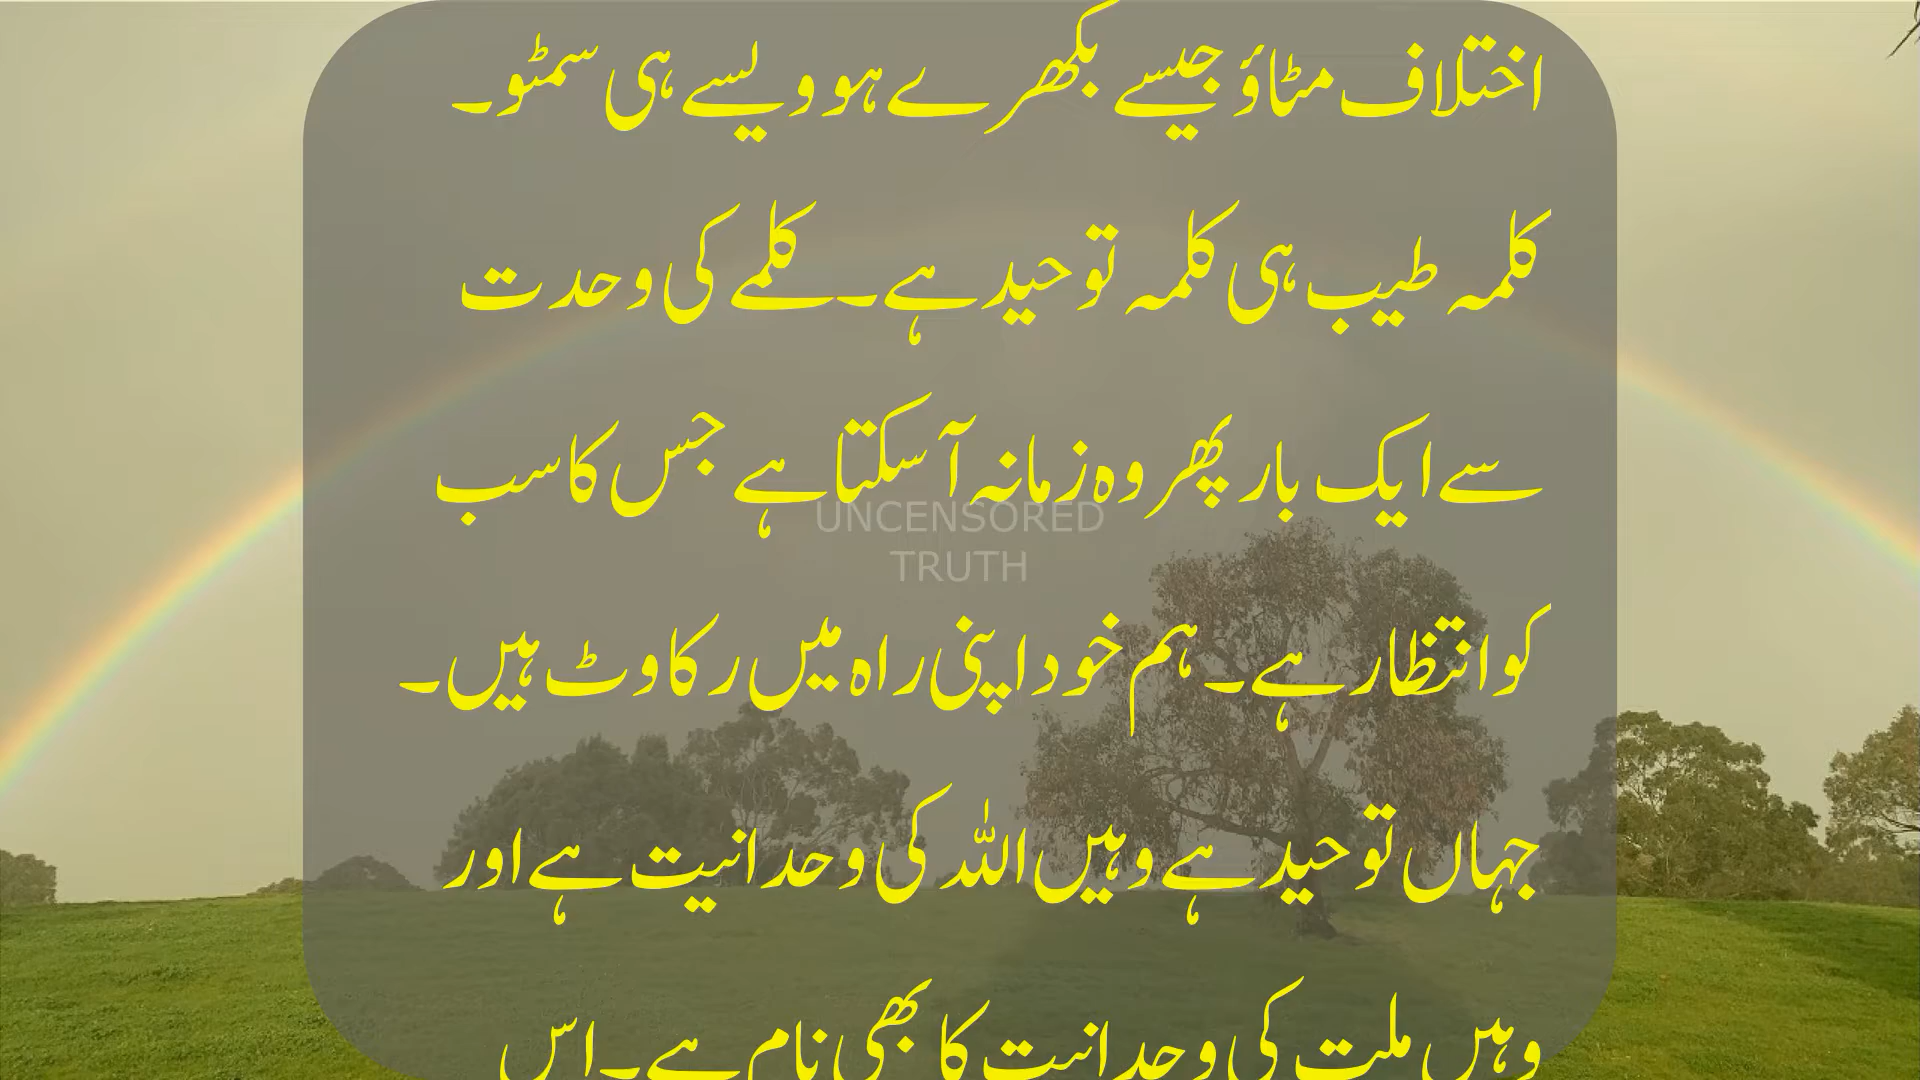 اختلاف مٹاؤ جیسے بکھرے ہو ویسے ہی سمٹو۔
کلمہ طیب ہی کلمہ توحید ہے۔ کلمے کی وحدت
سے ایک بار پھر وہ زمانہ آ سکتا ہے جس کا سب
UNCENSORED
TRUTH
کو انتظار ہے۔ ہم خود اپنی راہ میں رکاوٹ ہیں۔
جہاں توحید ہے وہیں اللہ کی وحدانیت ہے اور
وہیں ملت کی وحدانیت کا بھی نام ہے۔ اس